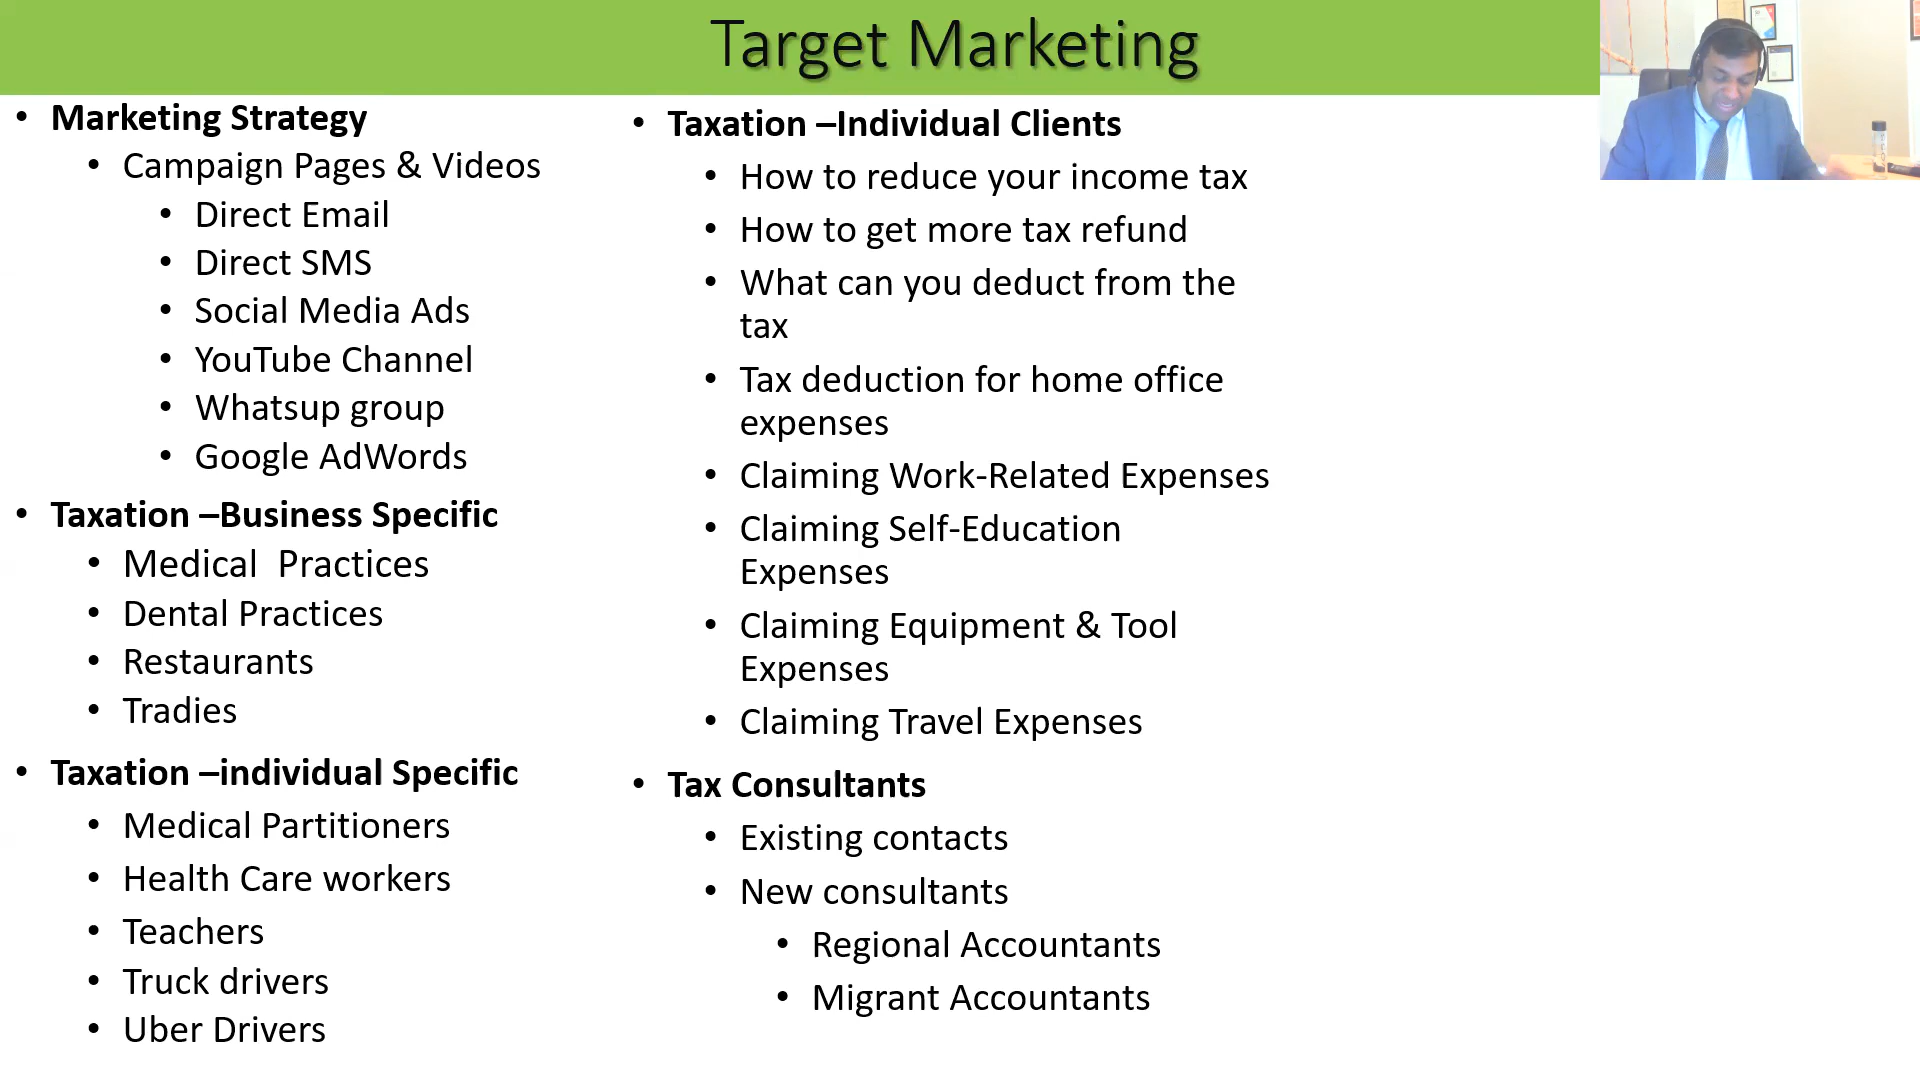 Target Marketing
• Marketing Strategy
• Campaign Pages & Videos
• Direct Email
• Direct SMS
• Social Media Ads
• YouTube Channel
• Whatsup group
• Google AdWords
• Taxation –Business Specific
• Medical  Practices
• Dental Practices
• Restaurants
• Tradies
• Taxation –individual Specific
• Medical Partitioners
• Health Care workers
• Teachers
• Truck drivers
• Uber Drivers
• Taxation –Individual Clients
• How to reduce your income tax
• How to get more tax refund
• What can you deduct from the
tax
• Tax deduction for home office
expenses
• Claiming Work-Related Expenses
• Claiming Self-Education
Expenses
• Claiming Equipment & Tool
Expenses
• Claiming Travel Expenses
• Tax Consultants
• Existing contacts
• New consultants
• Regional Accountants
• Migrant Accountants